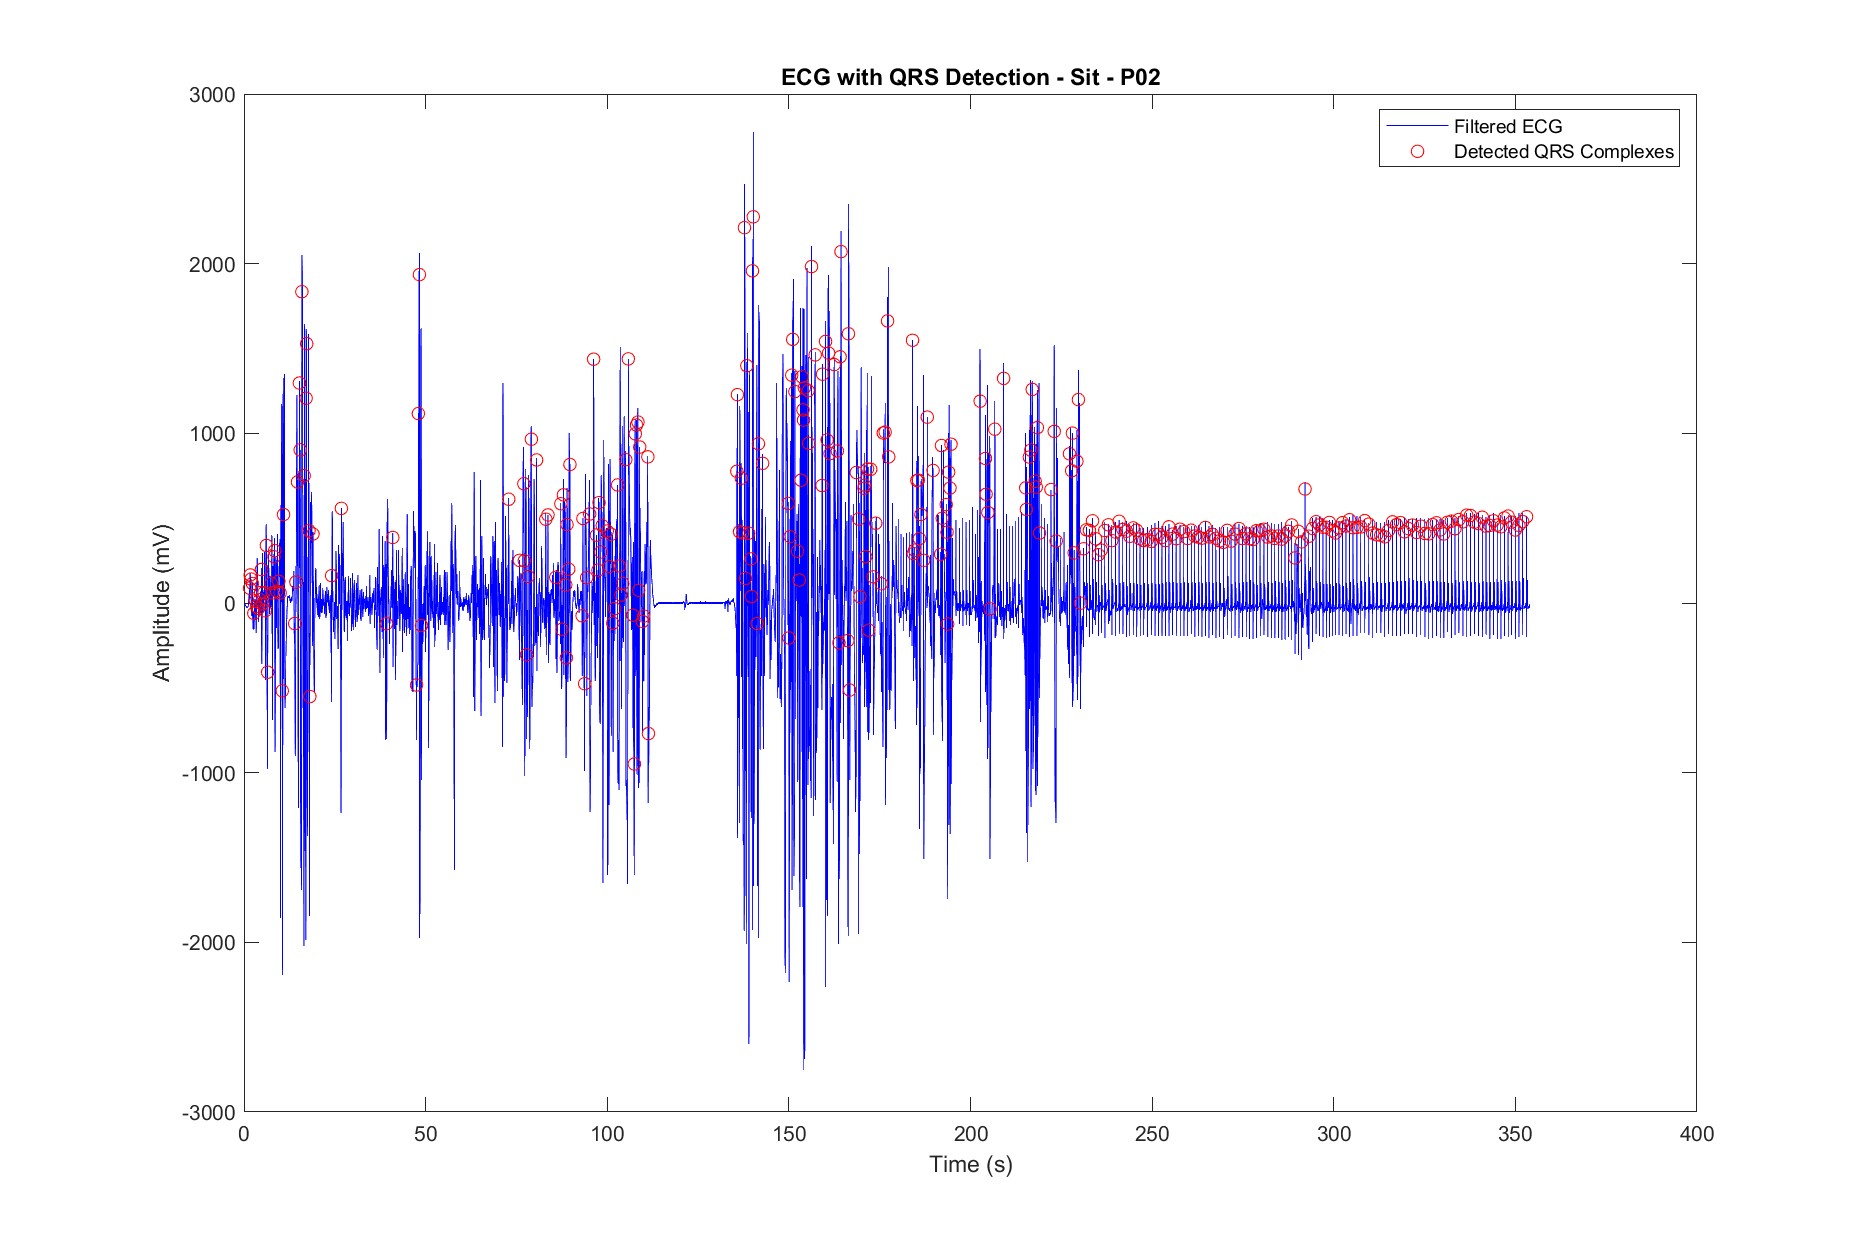 ECG with QRS Detection - Sit - P02
Filtered ECG
Detected QRS Complexes
Amplitude (mV)
3000
2000
1000
0
-1000
-2000
-3000
0 50 100 150 200 250 300 350 400
Time (s)